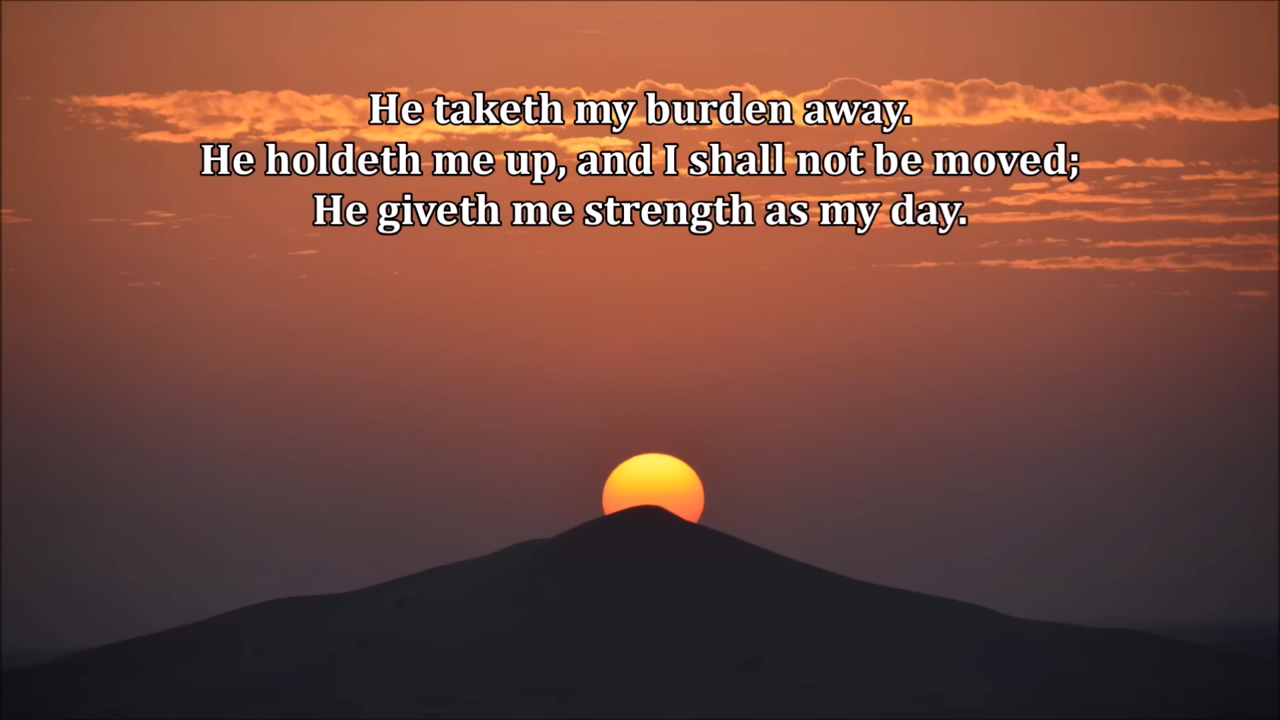 He taketh my burden away.
He holdeth me up, and I shall not be moved;
He giveth me strength as my day.